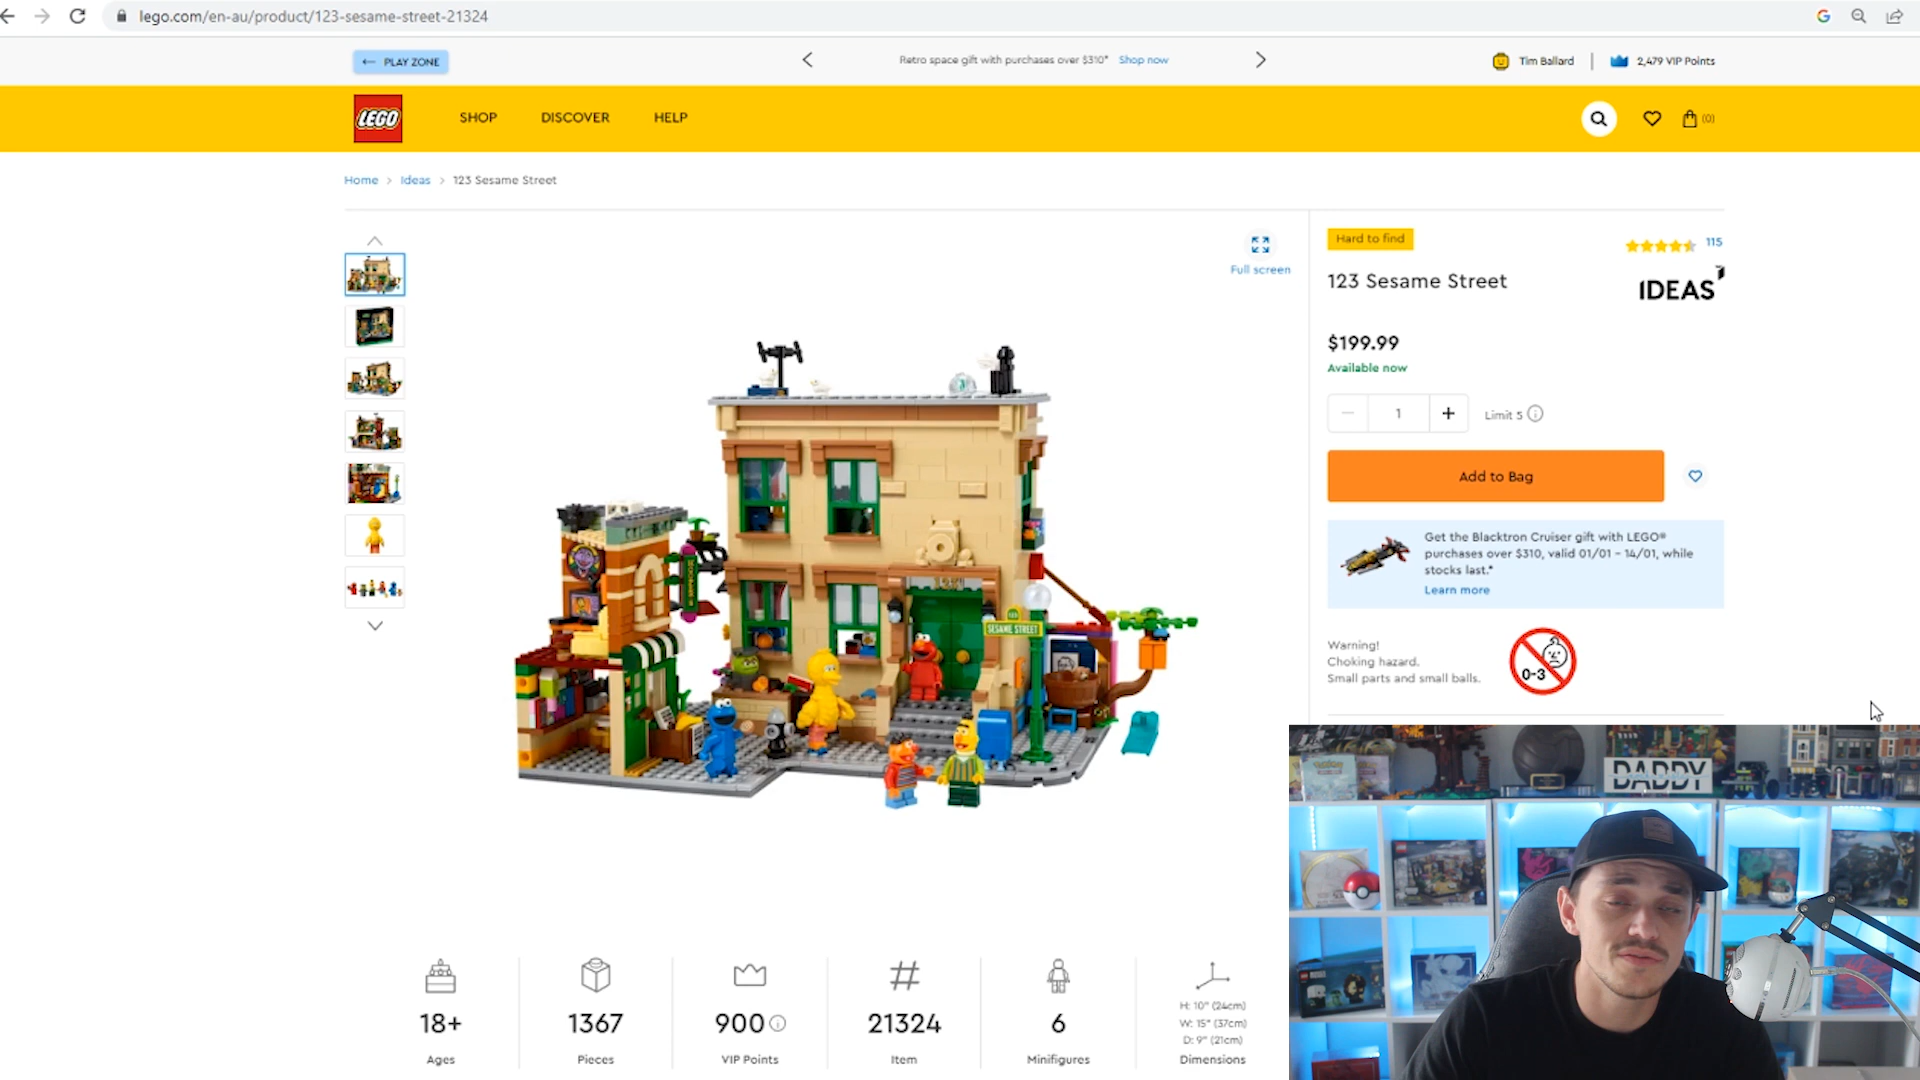 lego.com/en-au/product/123-sesame-street-21324
← PLAY ZONE
Retro space gift with purchases over $310* Shop now
Tim Ballard
2,479 VIP Points
LEGO
SHOP
DISCOVER
HELP
(0)
Home > Ideas > 123 Sesame Street
Full screen
Hard to find
115
123 Sesame Street
IDEAS
$199.99
Available now
1
Limit 5
Add to Bag
Get the Blacktron Cruiser gift with LEGO®
purchases over $310, valid 01/01 - 14/01, while
stocks last.*
Learn more
Warning!
Choking hazard.
Small parts and small balls.
0-3
123
SESAME STREET
DADDY
18+
Ages
1367
Pieces
900
VIP Points
#
21324
Item
6
Minifigures
H: 10" (24cm)
W: 15" (37cm)
D: 9" (21cm)
Dimensions